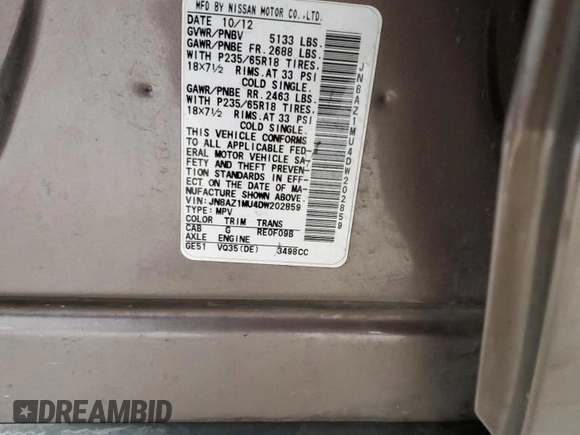 MFD BY NISSAN MOTOR CO.,LTD.
DATE 10/12
GVWR/PNBV 5133 LBS.
GAWR/PNBE FR. 2688 LBS.
WITH P235/65R18 TIRES.
18X7½ RIMS. AT 33 PSI
COLD SINGLE.
GAWR/PNBE RR. 2463 LBS.
WITH P235/65R18 TIRES.
18X7½ RIMS. AT 33 PSI
COLD SINGLE.
THIS VEHICLE CONFORMS
TO ALL APPLICABLE FED-
ERAL MOTOR VEHICLE SA-
FETY AND THEFT PREVEN-
TION STANDARDS IN EFF-
ECT ON THE DATE OF MA-
NUFACTURE SHOWN ABOVE.
VIN: JN8AZ1MU4DW202859
TYPE: MPV
COLOR TRIM TRANS
CAB G RE0F09B
AXLE ENGINE
GE51 VQ35(DE) 3498CC
JN8AZ1MU4DW202859
DREAMBID